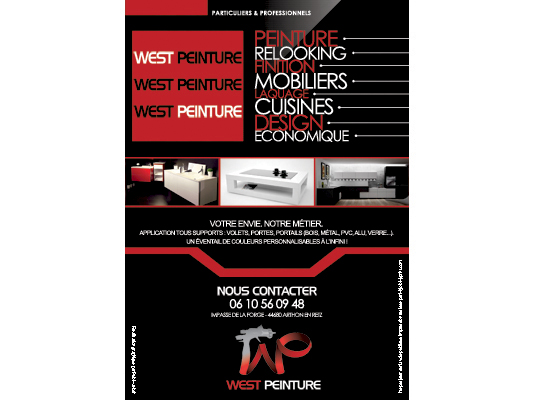 PARTICULIERS & PROFESSIONNELS
WEST PEINTURE
WEST PEINTURE
WEST PEINTURE
PEINTURE
RELOOKING
FINITION
MOBILIERS
LAQUAGE
CUISINES
DESIGN
ECONOMIQUE
VOTRE ENVIE. NOTRE MÉTIER.
APPLICATION TOUS SUPPORTS : VOLETS, PORTES, PORTAILS (BOIS, MÉTAL, PVC, ALU, VERRE...).
UN ÉVENTAIL DE COULEURS PERSONNALISABLES À L'INFINI !
NOUS CONTACTER
06 10 56 09 48
IMPASSE DE LA FORGE - 44680 ARTHON EN RETZ
WP
WEST PEINTURE